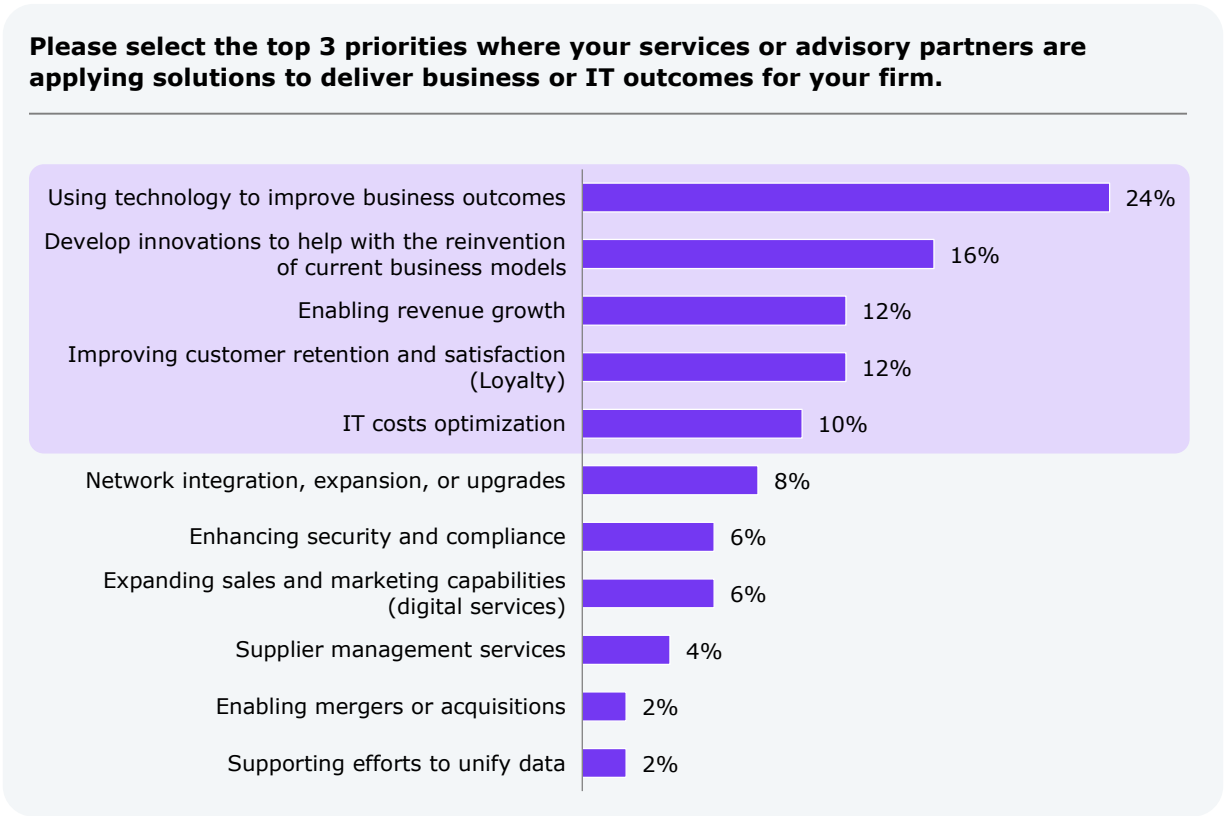 Please select the top 3 priorities where your services or advisory partners are
applying solutions to deliver business or IT outcomes for your firm.
Using technology to improve business outcomes 24%
Develop innovations to help with the reinvention
of current business models 16%
Enabling revenue growth 12%
Improving customer retention and satisfaction
(Loyalty) 12%
IT costs optimization 10%
Network integration, expansion, or upgrades 8%
Enhancing security and compliance 6%
Expanding sales and marketing capabilities
(digital services) 6%
Supplier management services 4%
Enabling mergers or acquisitions 2%
Supporting efforts to unify data 2%